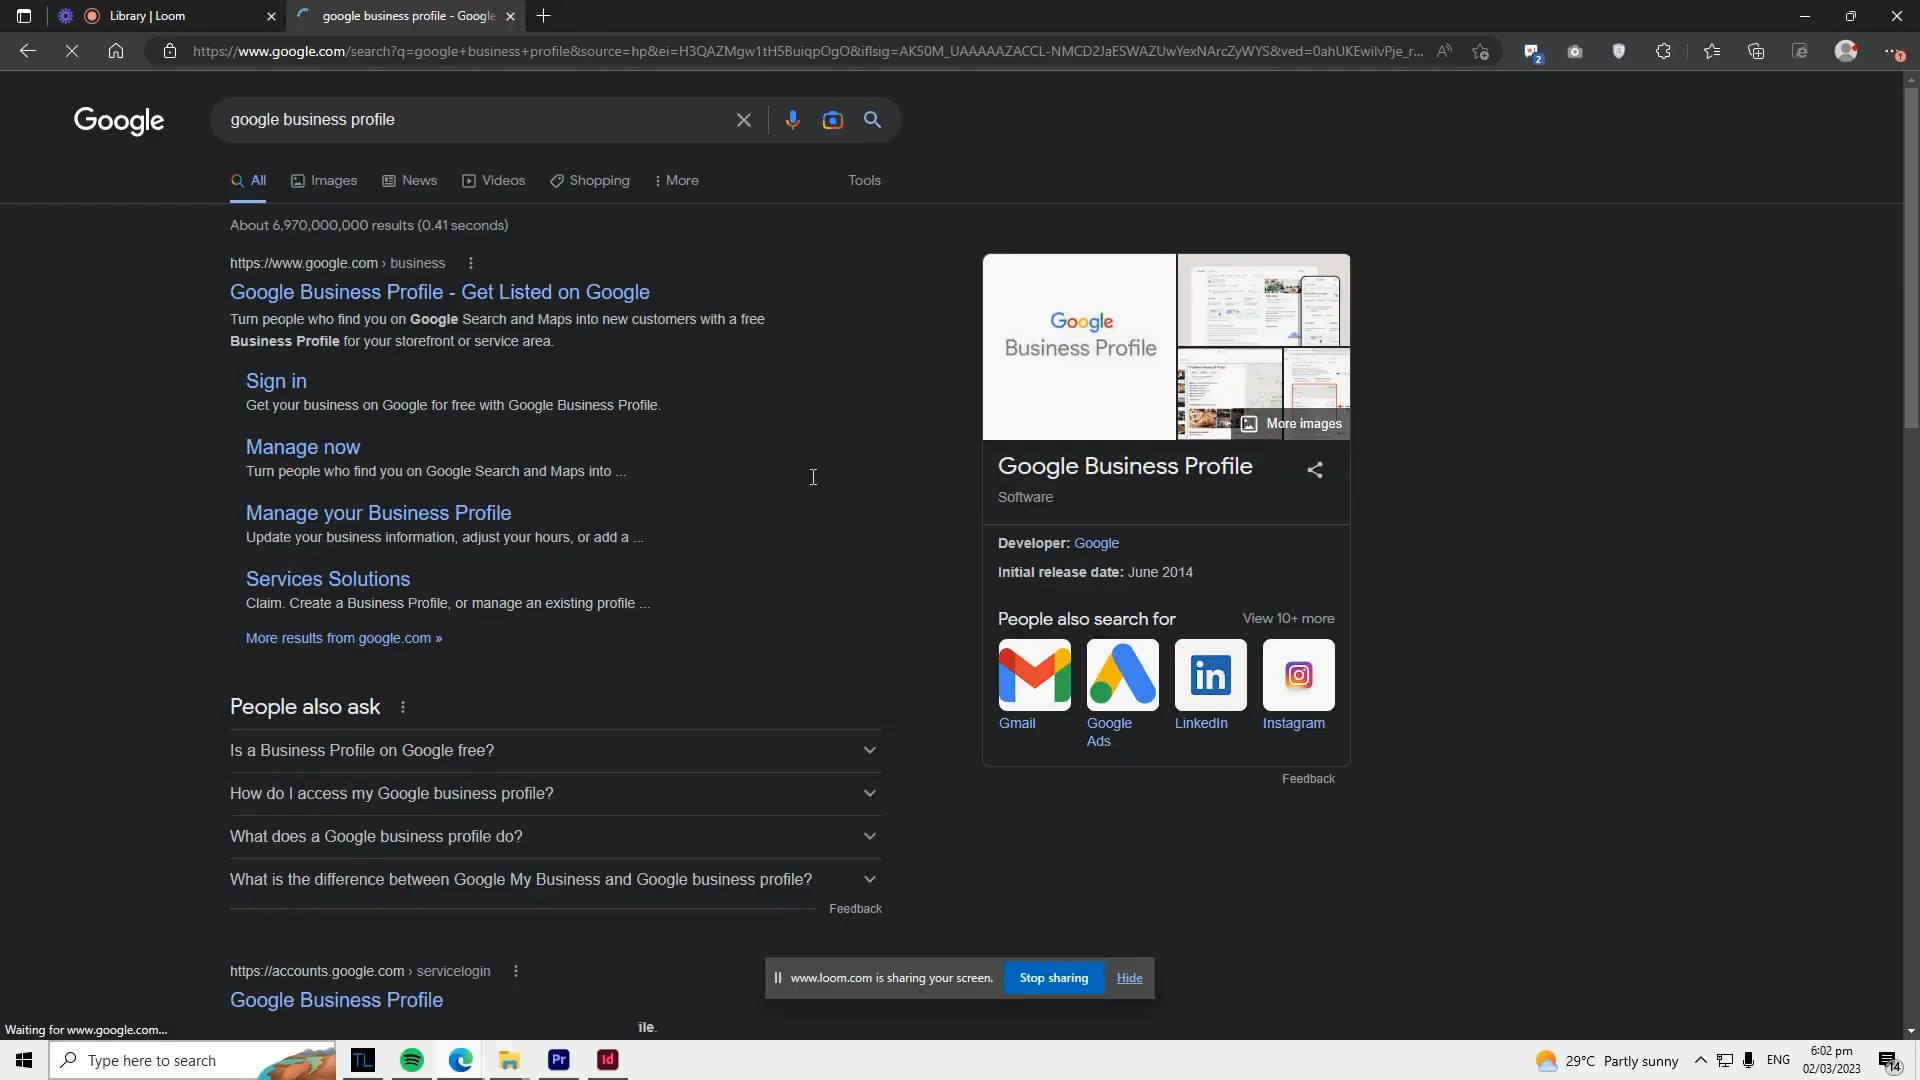 Library | Loom
google business profile - Google
https://www.google.com/search?q=google+business+profile&source=hp&ei=H3QAZMgw1tH5BuiqpOgO&iflsig=AK50M_UAAAAAZACCL-NMCD2JaESWAZUwYexNArcZyWYS&ved=0ahUKEwilvPje_r...
2
Google
google business profile
All
Images
News
Videos
Shopping
More
Tools
About 6,970,000,000 results (0.41 seconds)
https://www.google.com › business
Google Business Profile - Get Listed on Google
Turn people who find you on Google Search and Maps into new customers with a free
Business Profile for your storefront or service area.
Sign in
Get your business on Google for free with Google Business Profile.
Manage now
Turn people who find you on Google Search and Maps into ...
Manage your Business Profile
Update your business information, adjust your hours, or add a ...
Services Solutions
Claim. Create a Business Profile, or manage an existing profile ...
More results from google.com »
People also ask
Is a Business Profile on Google free?
How do I access my Google business profile?
What does a Google business profile do?
What is the difference between Google My Business and Google business profile?
Feedback
https://accounts.google.com › servicelogin
Google Business Profile
Google
Business Profile
More images
Google Business Profile
Software
Developer: Google
Initial release date: June 2014
People also search for
View 10+ more
in
Gmail
Google
Ads
LinkedIn
Instagram
Feedback
www.loom.com is sharing your screen.
Stop sharing
Hide
Waiting for www.google.com...
Type here to search
TL
Pr
Id
29°C Partly sunny
ENG
6:02 pm
02/03/2023
14